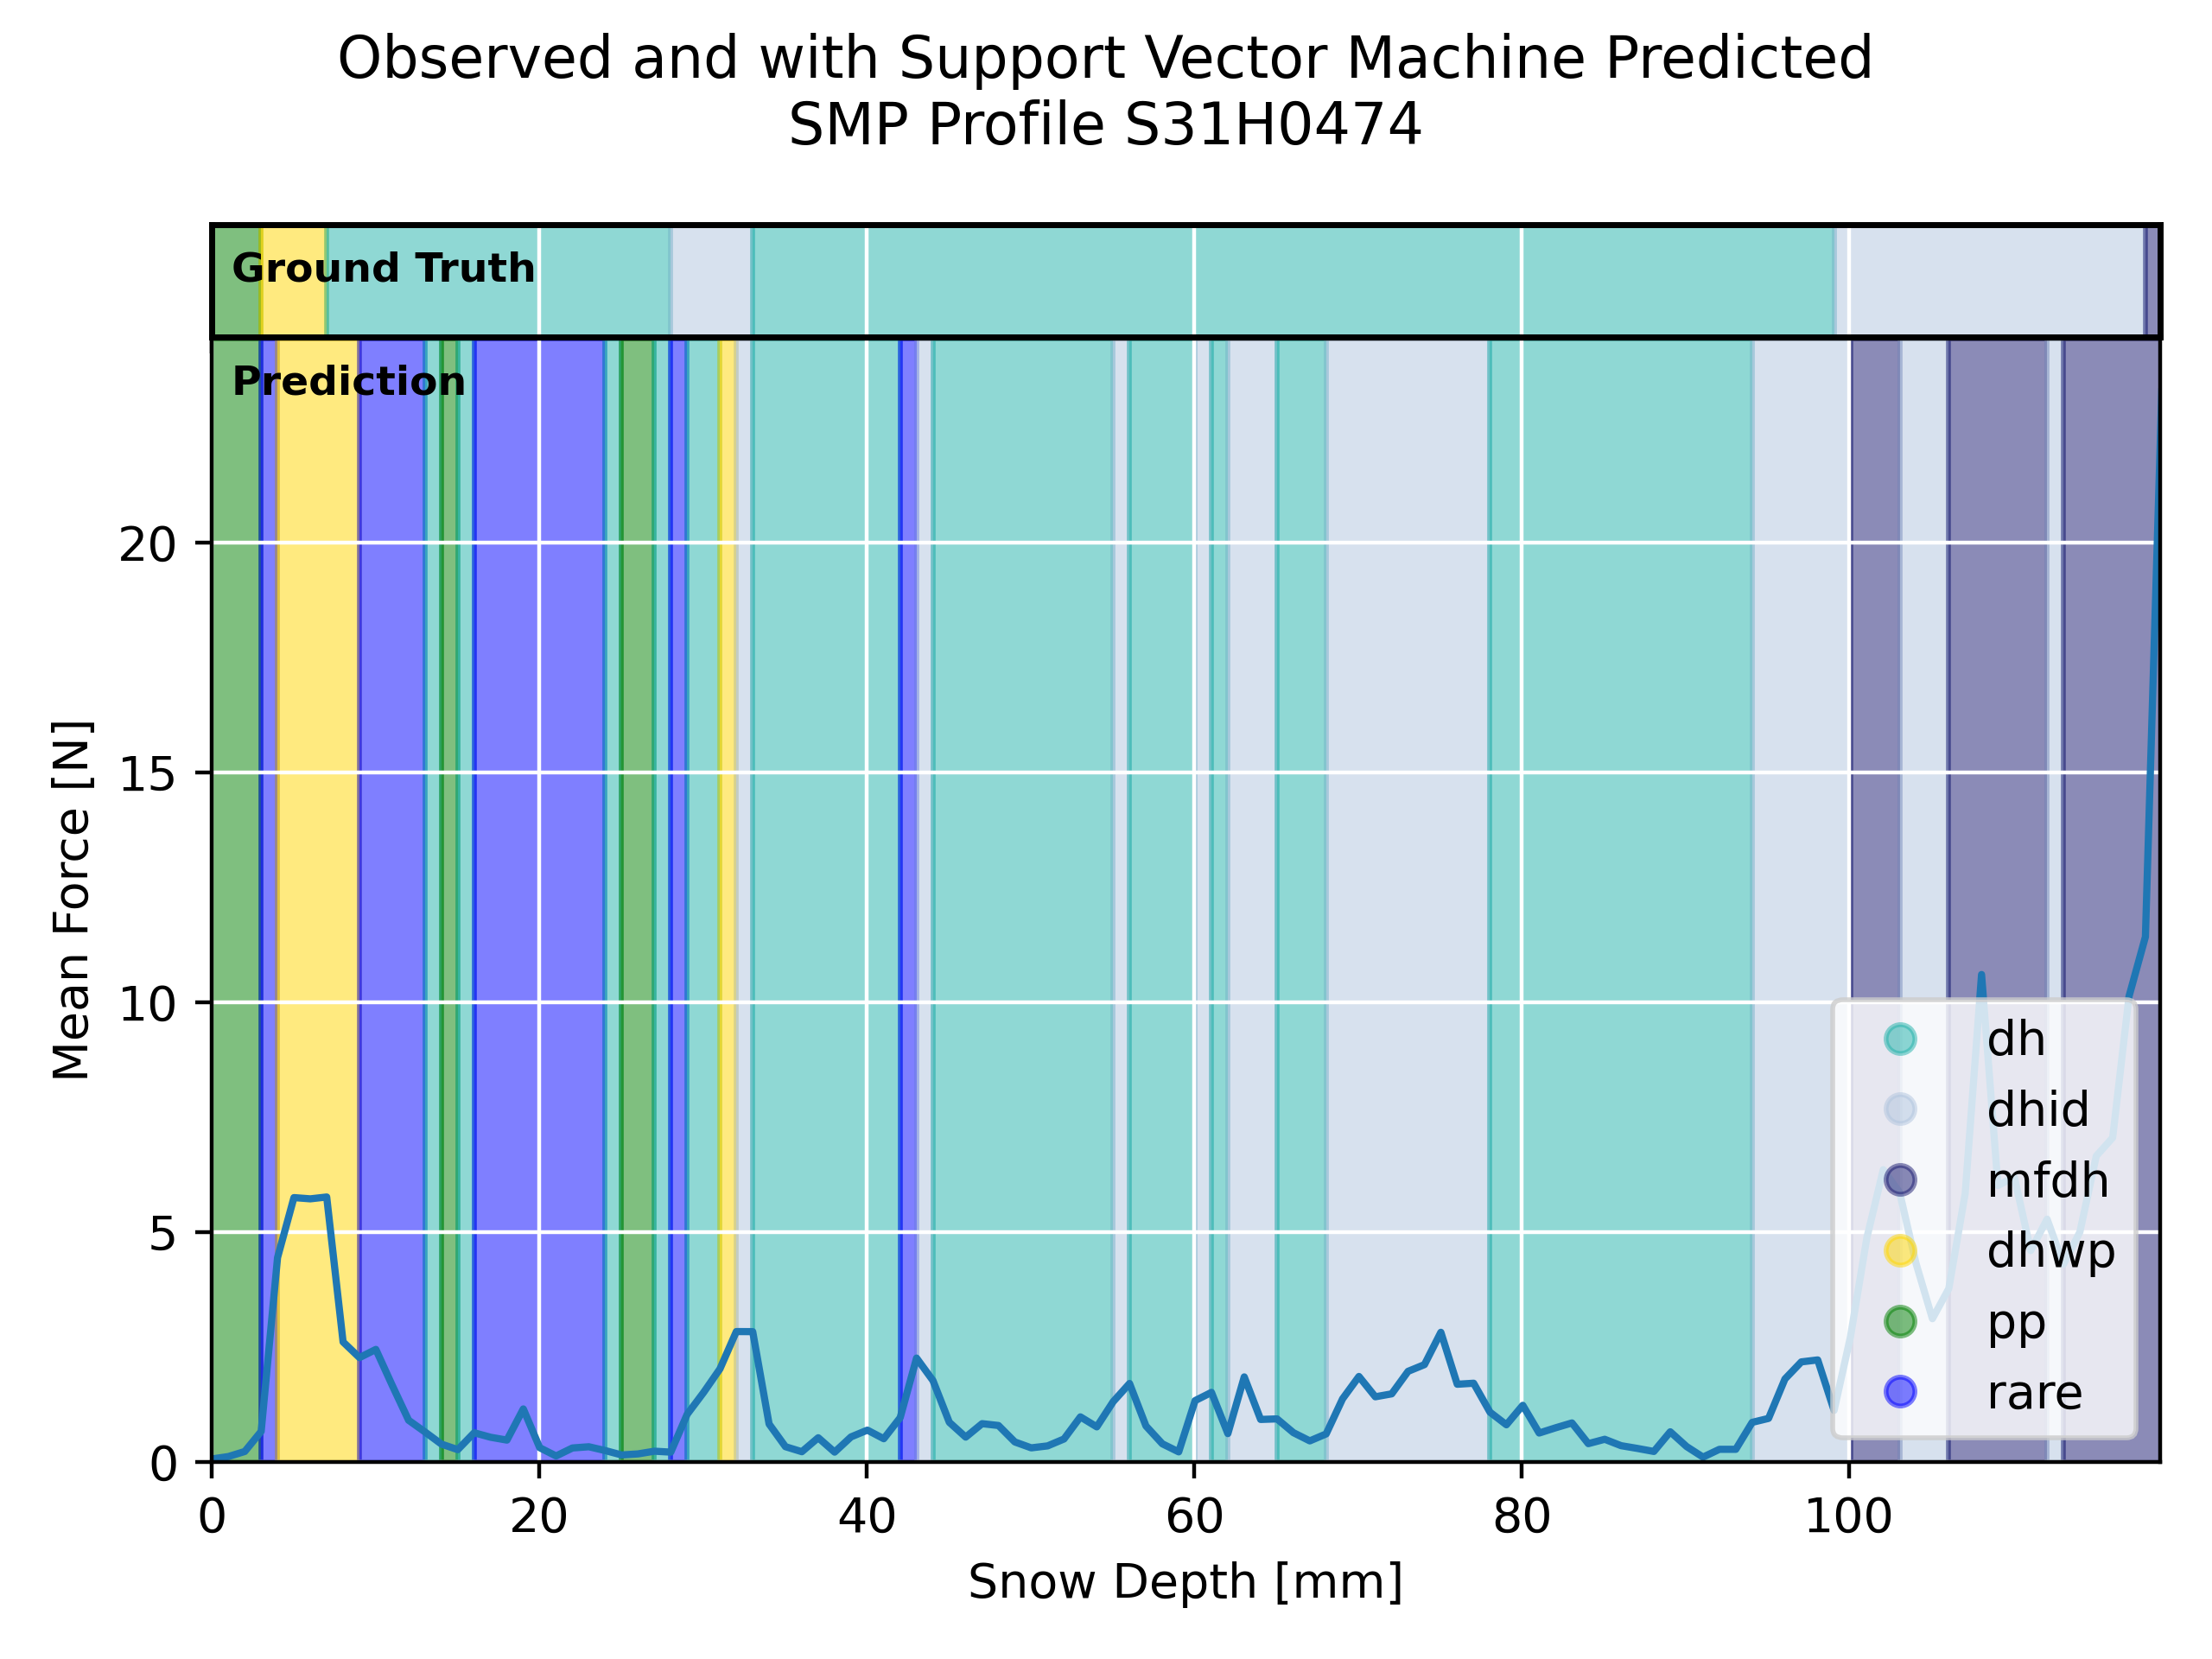 Observed and with Support Vector Machine Predicted
SMP Profile S31H0474
Ground Truth
Prediction
20
15
10
5
0
Mean Force [N]
dh
dhid
mfdh
dhwp
pp
rare
0 20 40 60 80 100
Snow Depth [mm]